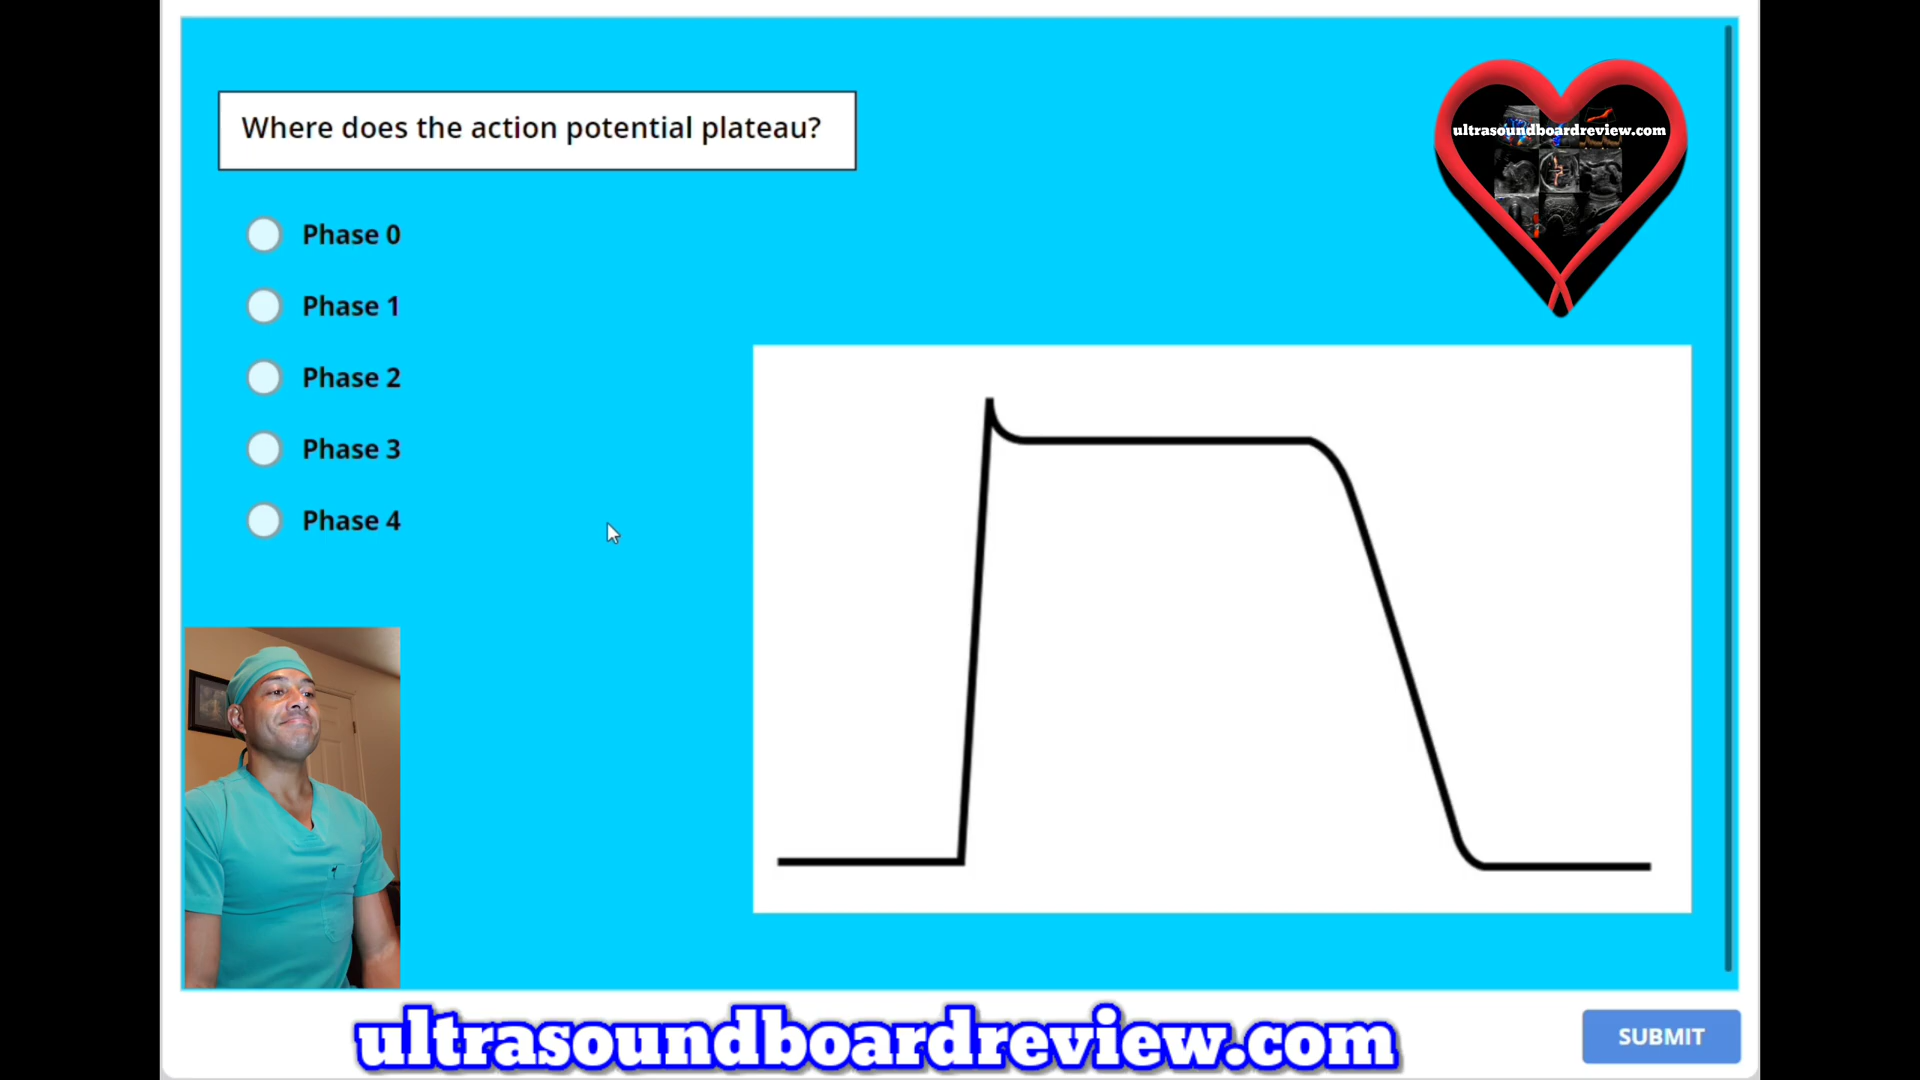 Where does the action potential plateau?
ultrasoundboardreview.com
Phase 0
Phase 1
Phase 2
Phase 3
Phase 4
ultrasoundboardreview.com
SUBMIT